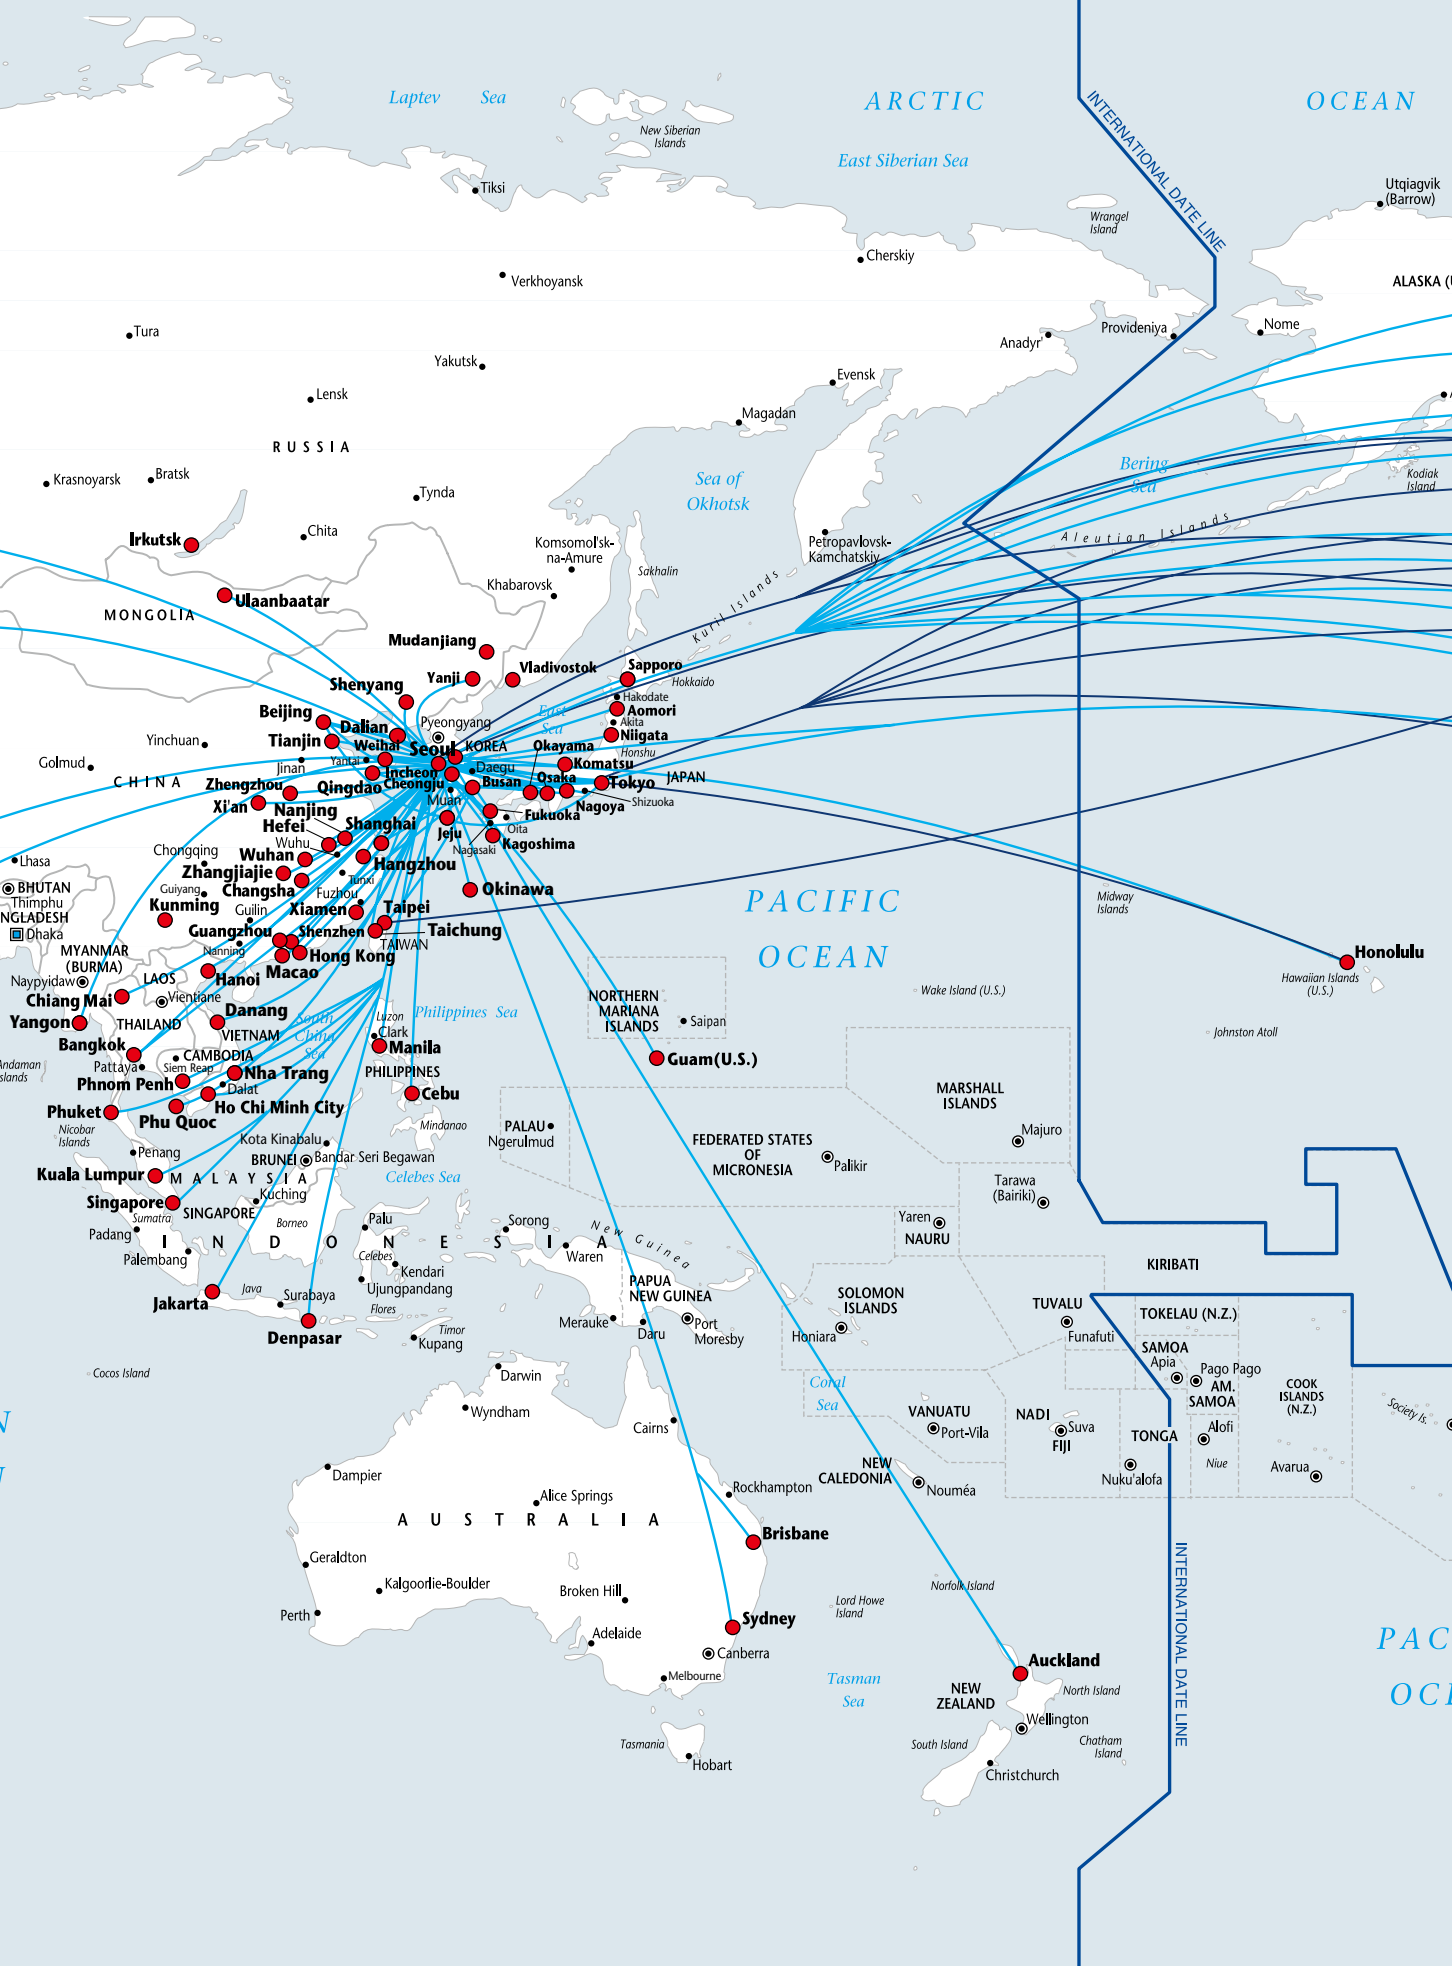 Laptev Sea
ARCTIC
OCEAN
INTERNATIONAL DATE LINE
New Siberian
Islands
East Siberian Sea
Tiksi
Utqiagvik
(Barrow)
Wrangel
Island
Cherskiy
Verkhoyansk
ALASKA (U
Tura
Provideniya
Nome
Anadyr'
Yakutsk
Evensk
Lensk
Magadan
RUSSIA
Bering
Sea
Sea of
Okhotsk
Kodiak
Island
Krasnoyarsk
Bratsk
Tynda
Aleutian Islands
Irkutsk
Chita
Komsomol'sk-
na-Amure
Petropavlovsk-
Kamchatskiy
Sakhalin
Khabarovsk
Kuril Islands
Ulaanbaatar
MONGOLIA
Mudanjiang
Yanji
Vladivostok
Sapporo
Hokkaido
Shenyang
Hakodate
Aomori
Akita
Niigata
Honshu
Beijing
Dalian
Pyeongyang
East
Sea
Tianjin
Weihai
Seoul
KOREA
Okayama
Yinchuan
Golmud
Jinan
Yantai
Incheon
Daegu
Komatsu
CHINA
Zhengzhou
Qingdao
Cheongju
Busan
Osaka
Tokyo
JAPAN
Xi'an
Nanjing
Muan
Nagoya
Shizuoka
Hefei
Shanghai
Fukuoka
Wuhu
Jeju
Oita
Nagasaki
Kagoshima
Lhasa
Chongqing
Wuhan
Hangzhou
Zhangjiajie
Tunxi
BHUTAN
Thimphu
Guiyang
Changsha
Fuzhou
Okinawa
NGLADESH
Dhaka
Kunming
Guilin
Xiamen
Taipei
PACIFIC
OCEAN
Midway
Islands
Guangzhou
Shenzhen
Taichung
TAIWAN
Nanning
Hong Kong
MYANMAR
(BURMA)
Macao
Honolulu
Hawaiian Islands
(U.S.)
Naypyidaw
LAOS
Hanoi
Chiang Mai
Vientiane
Wake Island (U.S.)
Yangon
THAILAND
Danang
VIETNAM
South
China
Sea
Luzon
Clark
Philippines Sea
NORTHERN
MARIANA
ISLANDS
Saipan
Johnston Atoll
Bangkok
CAMBODIA
Manila
Guam(U.S.)
Andaman
slands
Pattaya
Siem Reap
Nha Trang
PHILIPPINES
Phnom Penh
Dalat
Cebu
MARSHALL
ISLANDS
Phuket
Phu Quoc
Ho Chi Minh City
Nicobar
Islands
Mindanao
PALAU
Ngerulmud
Majuro
Kota Kinabalu
FEDERATED STATES
OF
MICRONESIA
Palikir
Penang
BRUNEI
Bandar Seri Begawan
Kuala Lumpur
MALAYSIA
Celebes Sea
Tarawa
(Bairiki)
Singapore
Kuching
Sumatra
SINGAPORE
Padang
Borneo
Palu
Sorong
New Guinea
Yaren
NAURU
INDONESIA
Palembang
Celebes
Waren
Kendari
KIRIBATI
Jakarta
Java
Ujungpandang
PAPUA
NEW GUINEA
SOLOMON
ISLANDS
Surabaya
Flores
TUVALU
TOKELAU (N.Z.)
Denpasar
Timor
Kupang
Merauke
Daru
Port
Moresby
Honiara
Funafuti
SAMOA
Apia
Pago Pago
AM.
SAMOA
Cocos Island
Darwin
Coral
Sea
COOK
ISLANDS
(N.Z.)
Society Is.
N
N
Wyndham
Cairns
VANUATU
Port-Vila
NADI
Suva
FIJI
TONGA
Alofi
Dampier
NEW
CALEDONIA
Nuku'alofa
Niue
Avarua
Rockhampton
Nouméa
Alice Springs
AUSTRALIA
Brisbane
INTERNATIONAL DATE LINE
Geraldton
Kalgoorlie-Boulder
Broken Hill
Norfolk Island
Lord Howe
Island
Perth
Sydney
Adelaide
Canberra
PAC
OCE
Melbourne
Tasman
Sea
Auckland
NEW
ZEALAND
North Island
Wellington
Tasmania
Hobart
South Island
Chatham
Island
Christchurch